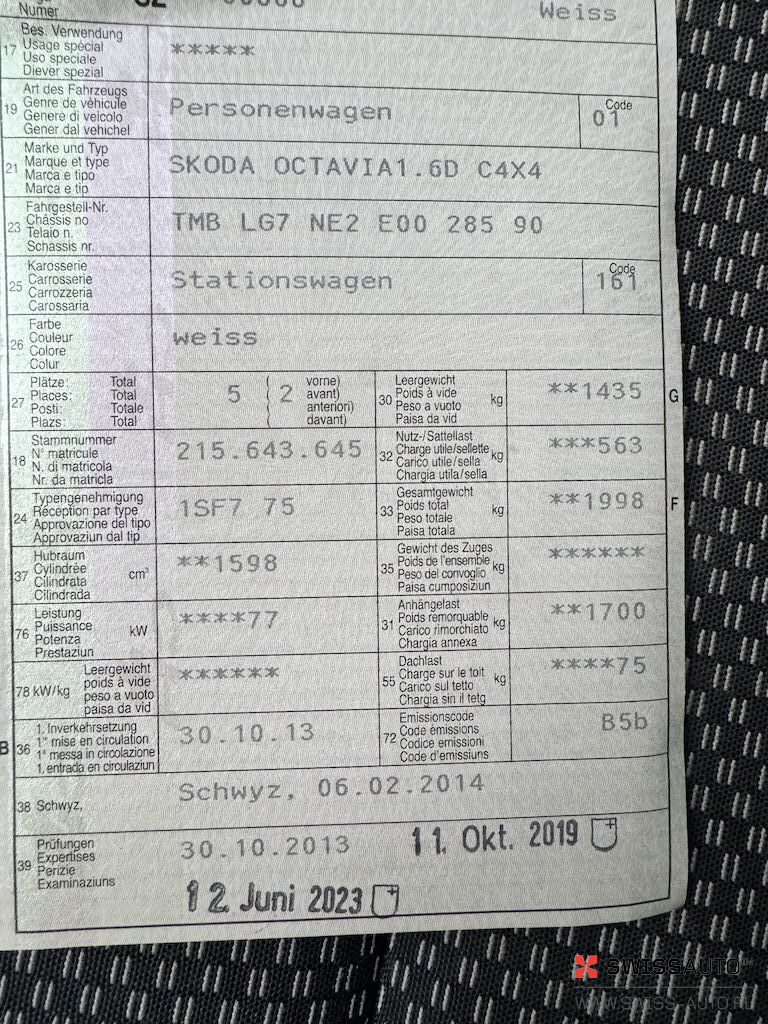 Numer
Weiss
17 Bes. Verwendung
Usage spécial
Uso speciale
Diever spezial
*****
19 Art des Fahrzeugs
Genre de véhicule
Genere di veicolo
Gener dal vehichel
Personenwagen
Code
01
21 Marke und Typ
Marque et type
Marca e tipo
Marca e tip
SKODA OCTAVIA1.6D C4X4
23 Fahrgestell-Nr.
Châssis no
Telaio n.
Schassis nr.
TMB LG7 NE2 E00 285 90
25 Karosserie
Carrosserie
Carrozzeria
Carossaria
Stationswagen
Code
161
26 Farbe
Couleur
Colore
Colur
weiss
27 Plätze: Total
Places: Total
Posti: Totale
Plazs: Total
5 ( 2 vorne)
( avant)
( anteriori)
( davant)
30 Leergewicht
Poids à vide
Peso a vuoto
Paisa da vid
kg
**1435
G
18 Stammnummer
N° matricule
N. di matricola
Nr. da matricla
215.643.645
32 Nutz-/Sattellast
Charge utile/sellette
Carico utile/sella
Chargia utila/sella
kg
***563
24 Typengenehmigung
Réception par type
Approvazione del tipo
Approvaziun dal tip
1SF7 75
33 Gesamtgewicht
Poids total
Peso totale
Paisa totala
kg
**1998
F
37 Hubraum
Cylindrée
Cilindrata
Cilindrada
cm³
**1598
35 Gewicht des Zuges
Poids de l'ensemble
Peso del convoglio
Paisa cumposiziun
kg
******
76 Leistung
Puissance
Potenza
Prestaziun
kW
****77
31 Anhängelast
Poids remorquable
Carico rimorchiato
Chargia annexa
kg
**1700
78 kW/kg
Leergewicht
poids à vide
peso a vuoto
paisa da vid
******
55 Dachlast
Charge sur le toit
Carico sul tetto
Chargia sin il tetg
kg
****75
B
36 1. Inverkehrsetzung
1re mise en circulation
1a messa in circolazione
1. entrada en circulaziun
30.10.13
72 Emissionscode
Code émissions
Codice emissioni
Code d'emissiuns
B5b
38 Schwyz,
Schwyz, 06.02.2014
39 Prüfungen
Expertises
Perizie
Examinaziuns
30.10.2013
11. Okt. 2019
12. Juni 2023
SWISSAUTO